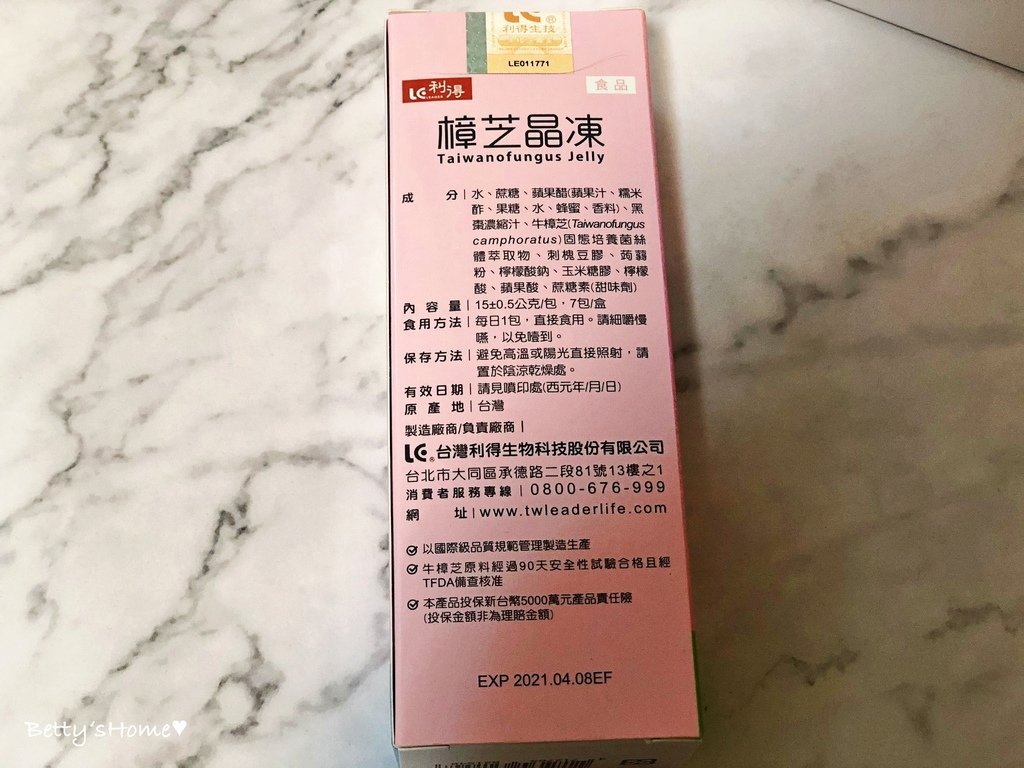 LC®
利得生技
LE011771
LC 利得
LEADER
食品
樟芝晶凍
Taiwanofungus Jelly
成 分｜水、蔗糖、蘋果醋(蘋果汁、糯米
酢、果糖、水、蜂蜜、香料)、黑
棗濃縮汁、牛樟芝(Taiwanofungus
camphoratus)固態培養菌絲
體萃取物、刺槐豆膠、蒟蒻
粉、檸檬酸鈉、玉米糖膠、檸檬
酸、蘋果酸、蔗糖素(甜味劑)
內容量｜15±0.5公克/包，7包/盒
食用方法｜每日1包，直接食用。請細嚼慢
嚥，以免噎到。
保存方法｜避免高溫或陽光直接照射，請
置於陰涼乾燥處。
有效日期｜請見噴印處(西元年/月/日)
原產地｜台灣
製造廠商/負責廠商｜
LC®台灣利得生物科技股份有限公司
台北市大同區承德路二段81號13樓之1
消費者服務專線｜0800-676-999
網 址｜www.twleaderlife.com
以國際級品質規範管理製造生產
牛樟芝原料經過90天安全性試驗合格且經
TFDA備查核准
本產品投保新台幣5000萬元產品責任險
(投保金額非為理賠金額)
EXP 2021.04.08EF
Betty'sHome♥